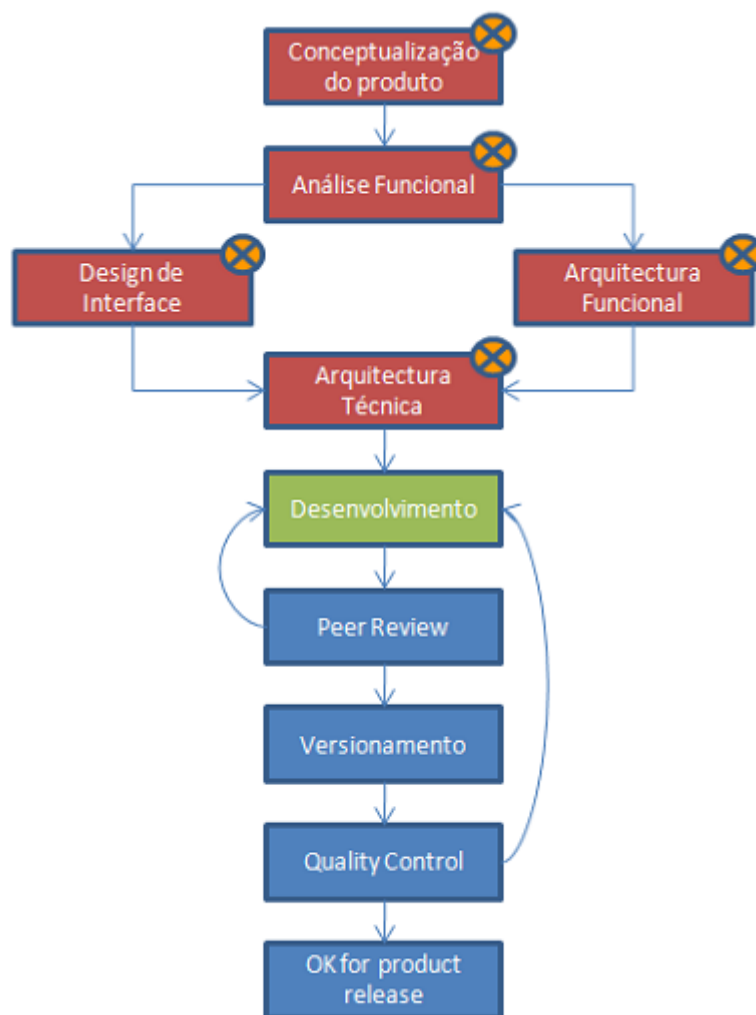 Conceptualização
do produto
Análise Funcional
Design de
Interface
Arquitectura
Funcional
Arquitectura
Técnica
Desenvolvimento
Peer Review
Versionamento
Quality Control
OK for product
release